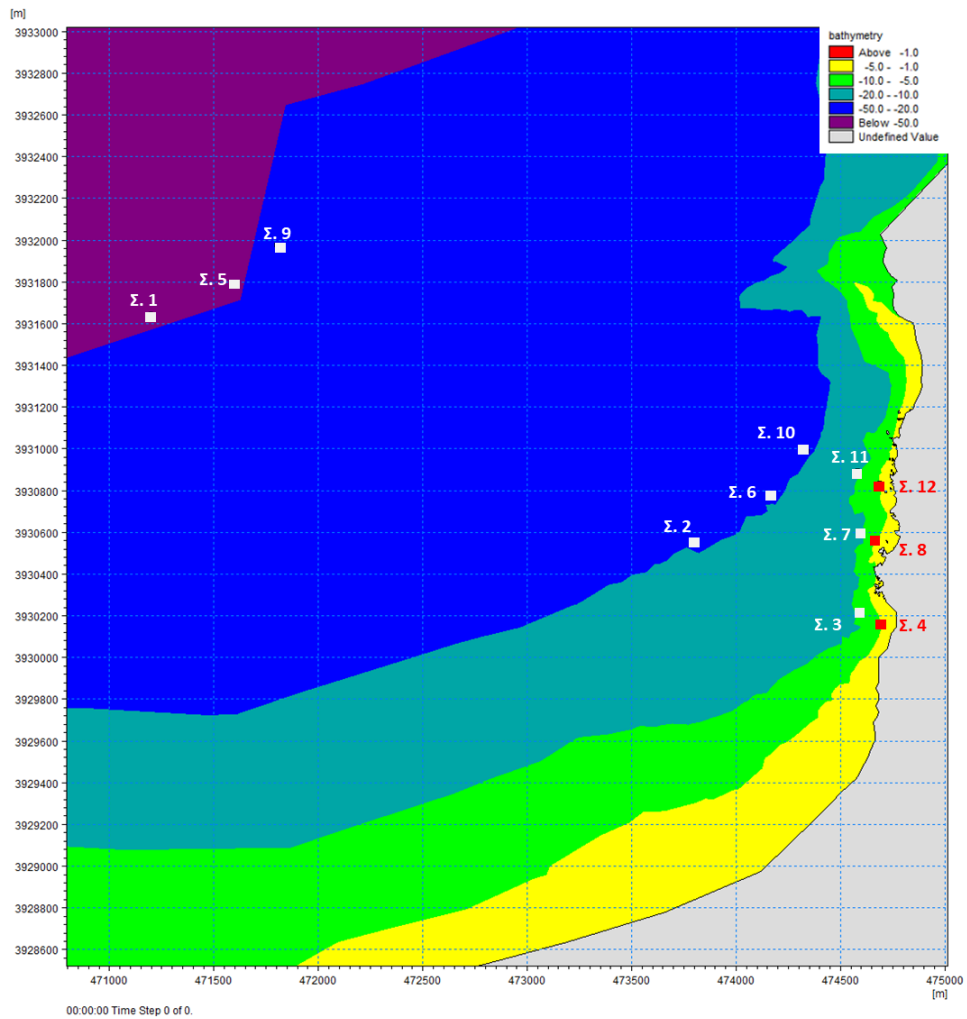 [m]
bathymetry
Above -1.0
-5.0 - -1.0
-10.0 - -5.0
-20.0 - -10.0
-50.0 - -20.0
Below -50.0
Undefined Value
3933000
3932800
3932600
3932400
3932200
3932000
3931800
3931600
3931400
3931200
3931000
3930800
3930600
3930400
3930200
3930000
3929800
3929600
3929400
3929200
3929000
3928800
3928600
Σ. 9
Σ. 5
Σ. 1
Σ. 10
Σ. 11
Σ. 6
Σ. 12
Σ. 2
Σ. 7
Σ. 8
Σ. 3
Σ. 4
471000 471500 472000 472500 473000 473500 474000 474500 475000
[m]
00:00:00 Time Step 0 of 0.